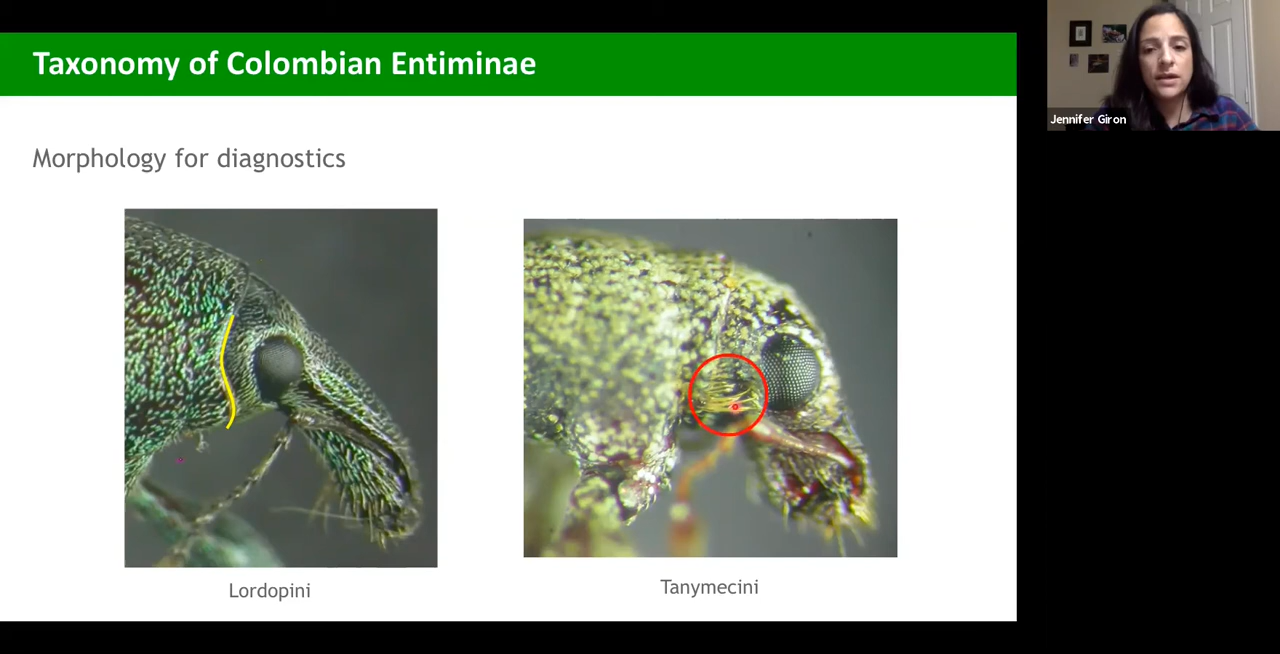 Taxonomy of Colombian Entiminae
Jennifer Giron
Morphology for diagnostics
Lordopini
Tanymecini